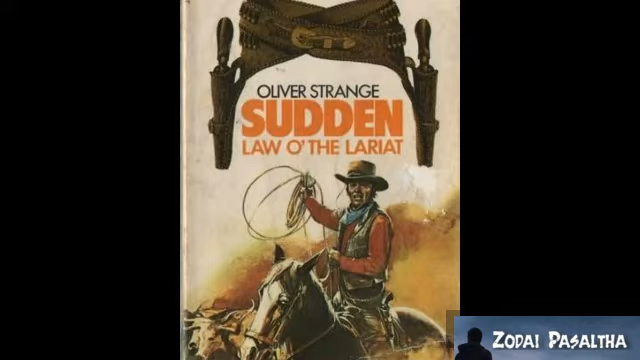 OLIVER STRANGE
SUDDEN
LAW O' THE LARIAT
ZODAI PASALTHA